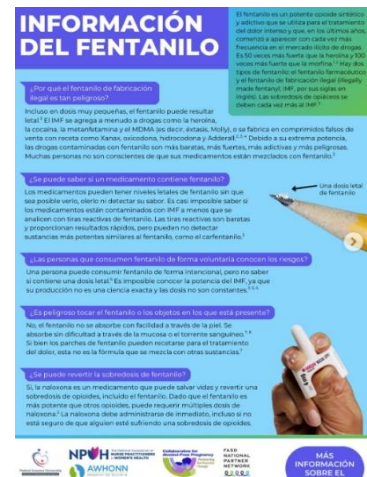 INFORMACIÓN
DEL FENTANILO
El fentanilo es un potente opioide sintético
y adictivo que se utiliza para el tratamiento
del dolor intenso y que, en los últimos años,
comenzó a aparecer con cada vez más
frecuencia en el mercado ilícito de drogas.
Es 50 veces más fuerte que la heroína y 100
veces más fuerte que la morfina. Hay dos
tipos de fentanilo: el fentanilo farmacéutico
y el fentanilo de fabricación ilegal (illegally
made fentanyl, IMF, por sus siglas en
inglés). Las sobredosis de opiáceos se
deben cada vez más al IMF.
¿Por qué el fentanilo de fabricación
ilegal es tan peligroso?
Incluso en dosis muy pequeñas, el fentanilo puede resultar
letal. El IMF se agrega a menudo a drogas como la heroína,
la cocaína, la metanfetamina y el MDMA (es decir, éxtasis, Molly), o se fabrica en comprimidos falsos de
venta con receta como Xanax, oxicodona, hidrocodona y Adderall. Debido a su extrema potencia,
las drogas contaminadas con fentanilo son más baratas, más fuertes, más adictivas y más peligrosas.
Muchas personas no son conscientes de que sus medicamentos están mezclados con fentanilo.
¿Se puede saber si un medicamento contiene fentanilo?
Los medicamentos pueden tener niveles letales de fentanilo sin que
sea posible verlo, olerlo ni detectar su sabor. Es casi imposible saber si
los medicamentos están contaminados con IMF a menos que se
analicen con tiras reactivas de fentanilo. Las tiras reactivas son baratas
y proporcionan resultados rápidos, pero pueden no detectar
sustancias más potentes similares al fentanilo, como el carfentanilo.
Una dosis letal
de fentanilo
¿Las personas que consumen fentanilo de forma voluntaria conocen los riesgos?
Una persona puede consumir fentanilo de forma intencional, pero no saber
si contiene una dosis letal. Es imposible conocer la potencia del IMF, ya que
su producción no es una ciencia exacta y las dosis no son constantes.
¿Es peligroso tocar el fentanilo o los objetos en los que está presente?
No, el fentanilo no se absorbe con facilidad a través de la piel. Se
absorbe sin dificultad a través de la mucosa o el torrente sanguíneo.
Si bien los parches de fentanilo pueden recetarse para el tratamiento
del dolor, esta no es la fórmula que se mezcla con otras sustancias.
¿Se puede revertir la sobredosis de fentanilo?
Sí, la naloxona es un medicamento que puede salvar vidas y revertir una
sobredosis de opioides, incluido el fentanilo. Dado que el fentanilo es
más potente que otros opioides, puede requerir múltiples dosis de
naloxona. La naloxona debe administrarse de inmediato, incluso si no
está seguro de que alguien esté sufriendo una sobredosis de opioides.
NPWH
AWHONN
Collaborative for
Alcohol-Free Pregnancy
FASD
NATIONAL
PARTNER
NETWORK
MÁS
INFORMACIÓN
SOBRE EL